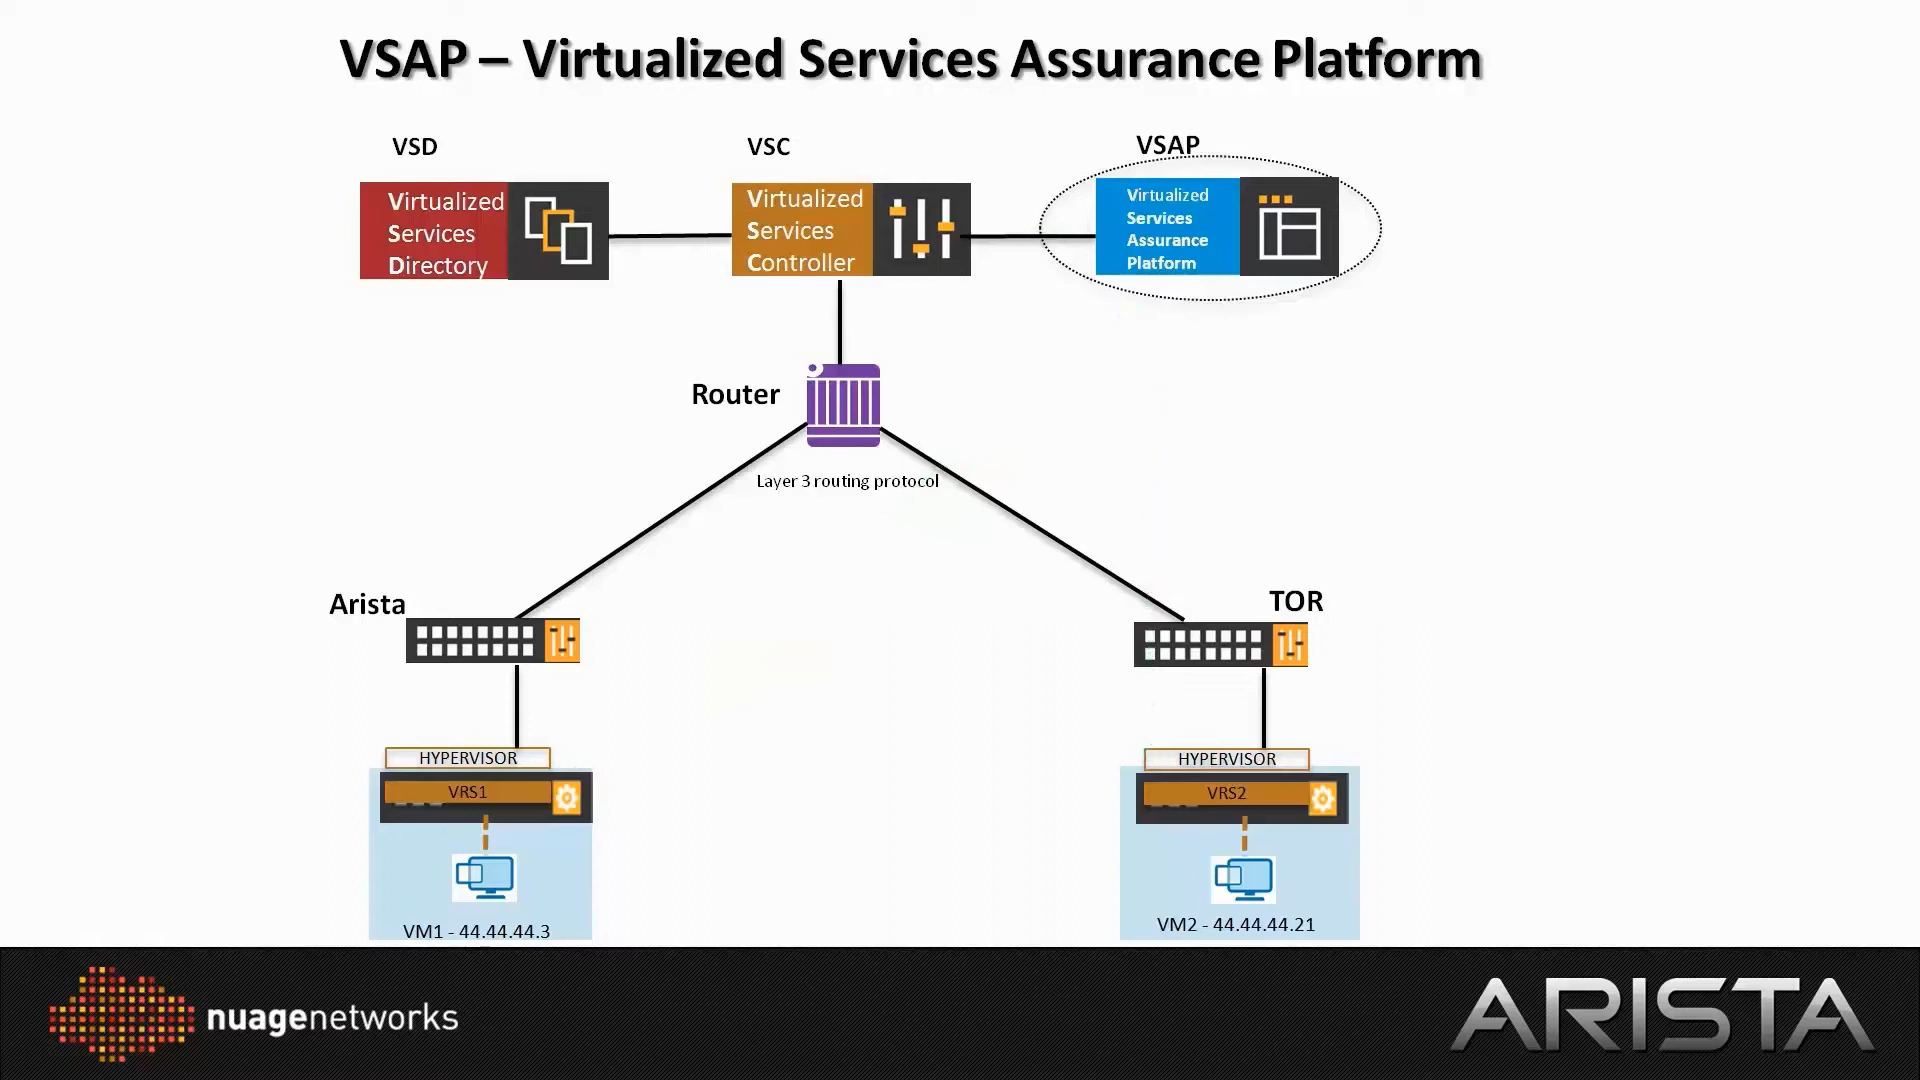 VSAP – Virtualized Services Assurance Platform
VSD
VSC
VSAP
Virtualized
Services
Directory
Virtualized
Services
Controller
Virtualized
Services
Assurance
Platform
Router
Layer 3 routing protocol
Arista
TOR
HYPERVISOR
VRS1
VM1 - 44.44.44.3
HYPERVISOR
VRS2
VM2 - 44.44.44.21
nuagenetworks
ARISTA